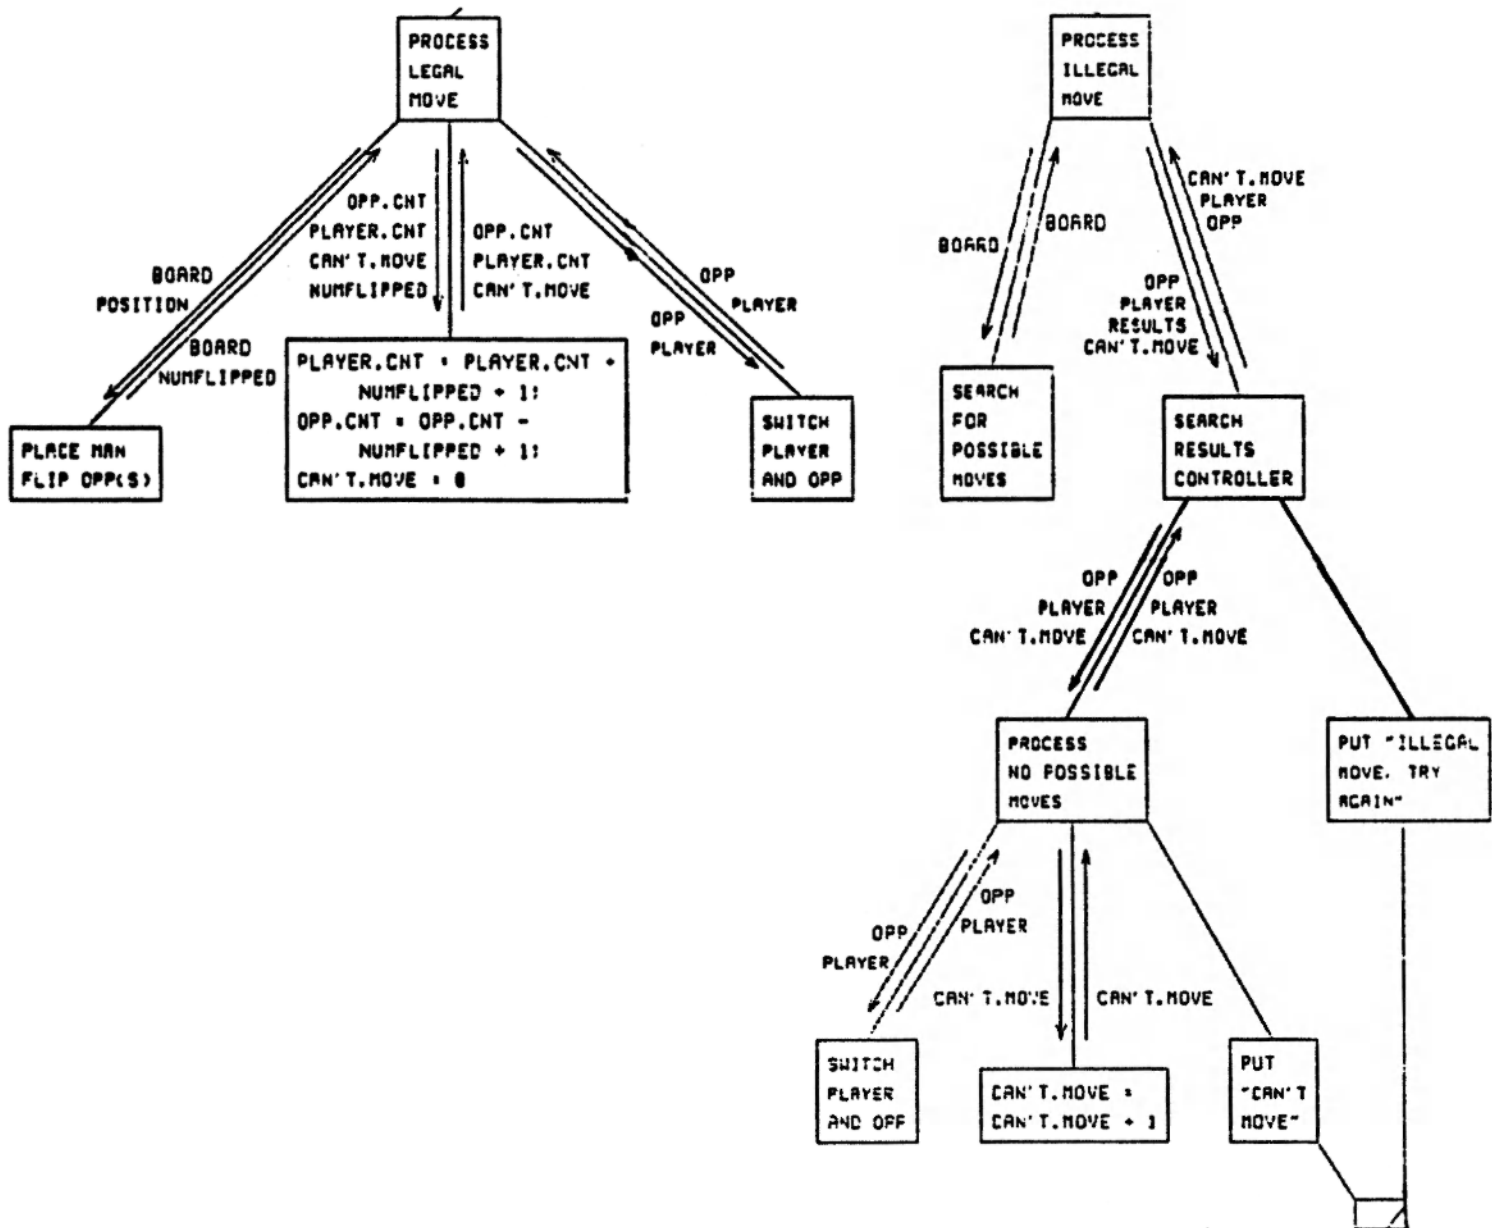 PROCESS
LEGAL
MOVE
PROCESS
ILLEGAL
MOVE
OPP.CNT
PLAYER.CNT
CAN'T.MOVE
NUMFLIPPED
OPP.CNT
PLAYER.CNT
CAN'T.MOVE
BOARD
POSITION
BOARD
NUMFLIPPED
OPP
PLAYER
OPP
PLAYER
BOARD
BOARD
CAN'T.MOVE
PLAYER
OPP
OPP
PLAYER
RESULTS
CAN'T.MOVE
PLACE MAN
FLIP OPP(S)
PLAYER.CNT = PLAYER.CNT +
NUMFLIPPED + 1;
OPP.CNT = OPP.CNT -
NUMFLIPPED + 1;
CAN'T.MOVE = 0
SWITCH
PLAYER
AND OPP
SEARCH
FOR
POSSIBLE
MOVES
SEARCH
RESULTS
CONTROLLER
OPP
PLAYER
CAN'T.MOVE
OPP
PLAYER
CAN'T.MOVE
PROCESS
NO POSSIBLE
MOVES
PUT "ILLEGAL
MOVE, TRY
AGAIN"
OPP
PLAYER
OPP
PLAYER
CAN'T.MOVE
CAN'T.MOVE
SWITCH
PLAYER
AND OPP
CAN'T.MOVE =
CAN'T.MOVE + 1
PUT
"CAN'T
MOVE"